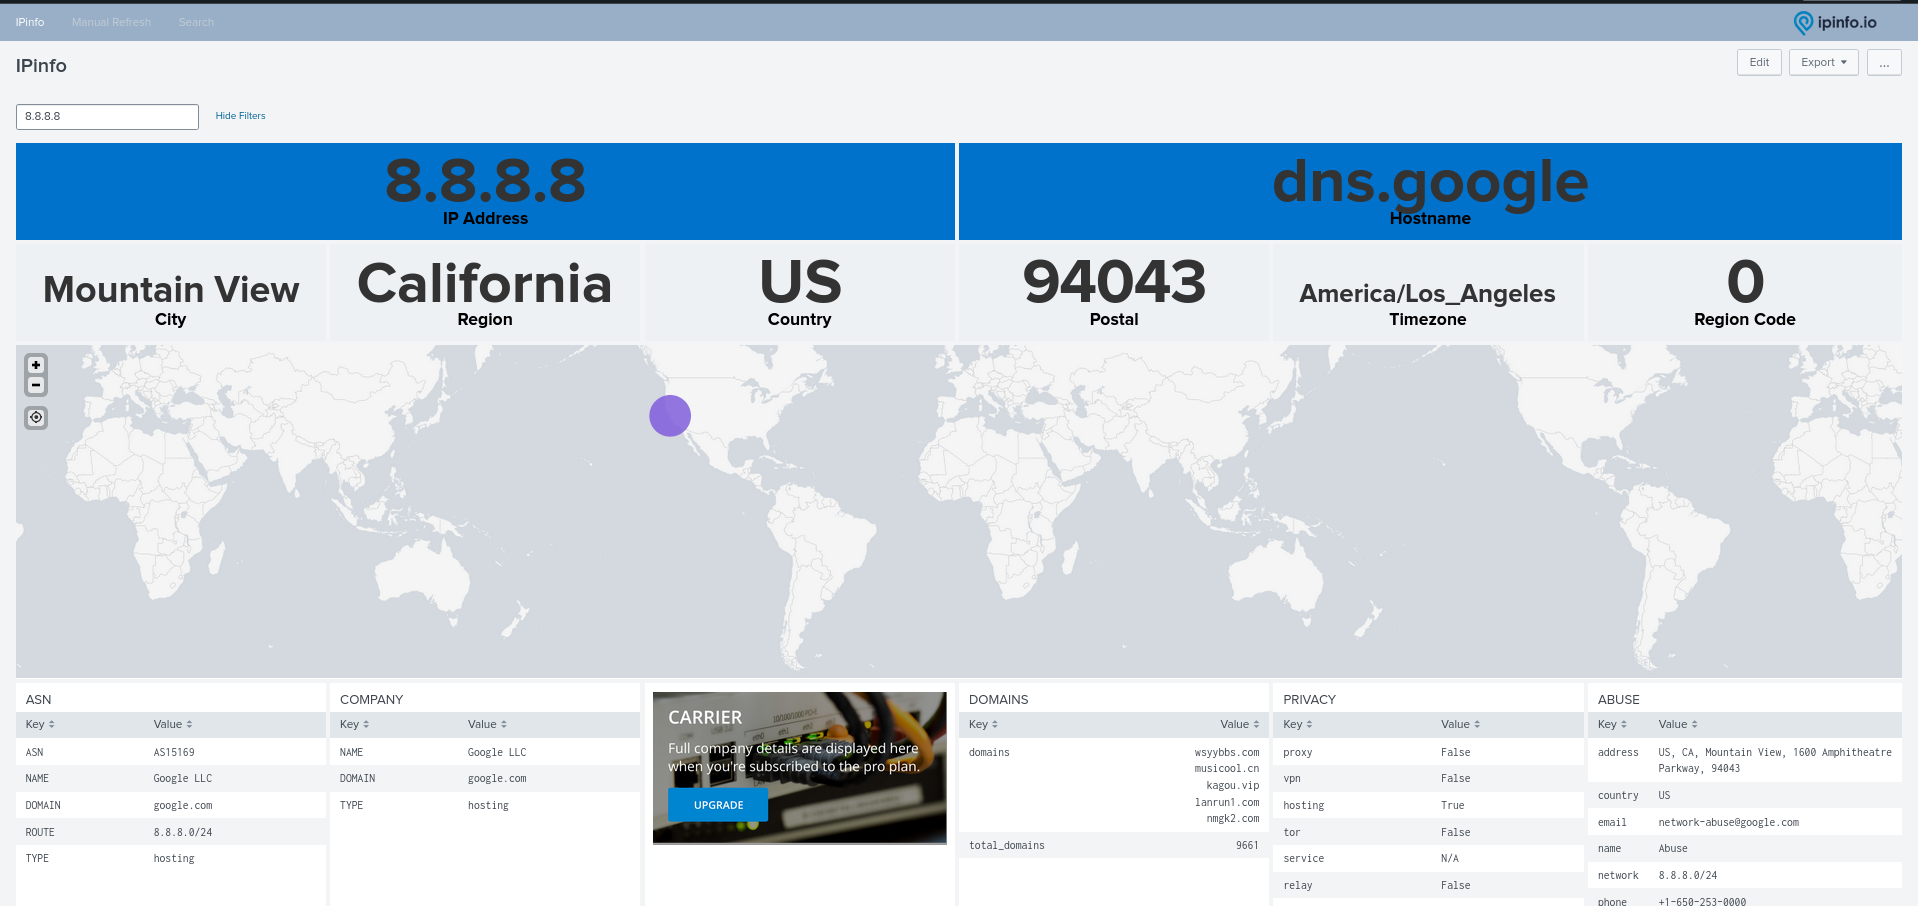 IPinfo Manual Refresh Search ipinfo.io
IPinfo
Edit Export ...
8.8.8.8 Hide Filters
8.8.8.8
IP Address
dns.google
Hostname
Mountain View
City
California
Region
US
Country
94043
Postal
America/Los_Angeles
Timezone
0
Region Code
+
−
ASN
Key Value
ASN AS15169
NAME Google LLC
DOMAIN google.com
ROUTE 8.8.8.0/24
TYPE hosting
COMPANY
Key Value
NAME Google LLC
DOMAIN google.com
TYPE hosting
CARRIER
Full company details are displayed here
when you're subscribed to the pro plan.
UPGRADE
DOMAINS
Key Value
domains wsyybbs.com
musicool.cn
kagou.vip
lanrun1.com
nmgk2.com
total_domains 9661
PRIVACY
Key Value
proxy False
vpn False
hosting True
tor False
service N/A
relay False
ABUSE
Key Value
address US, CA, Mountain View, 1600 Amphitheatre
Parkway, 94043
country US
email network-abuse@google.com
name Abuse
network 8.8.8.0/24
phone +1-650-253-0000